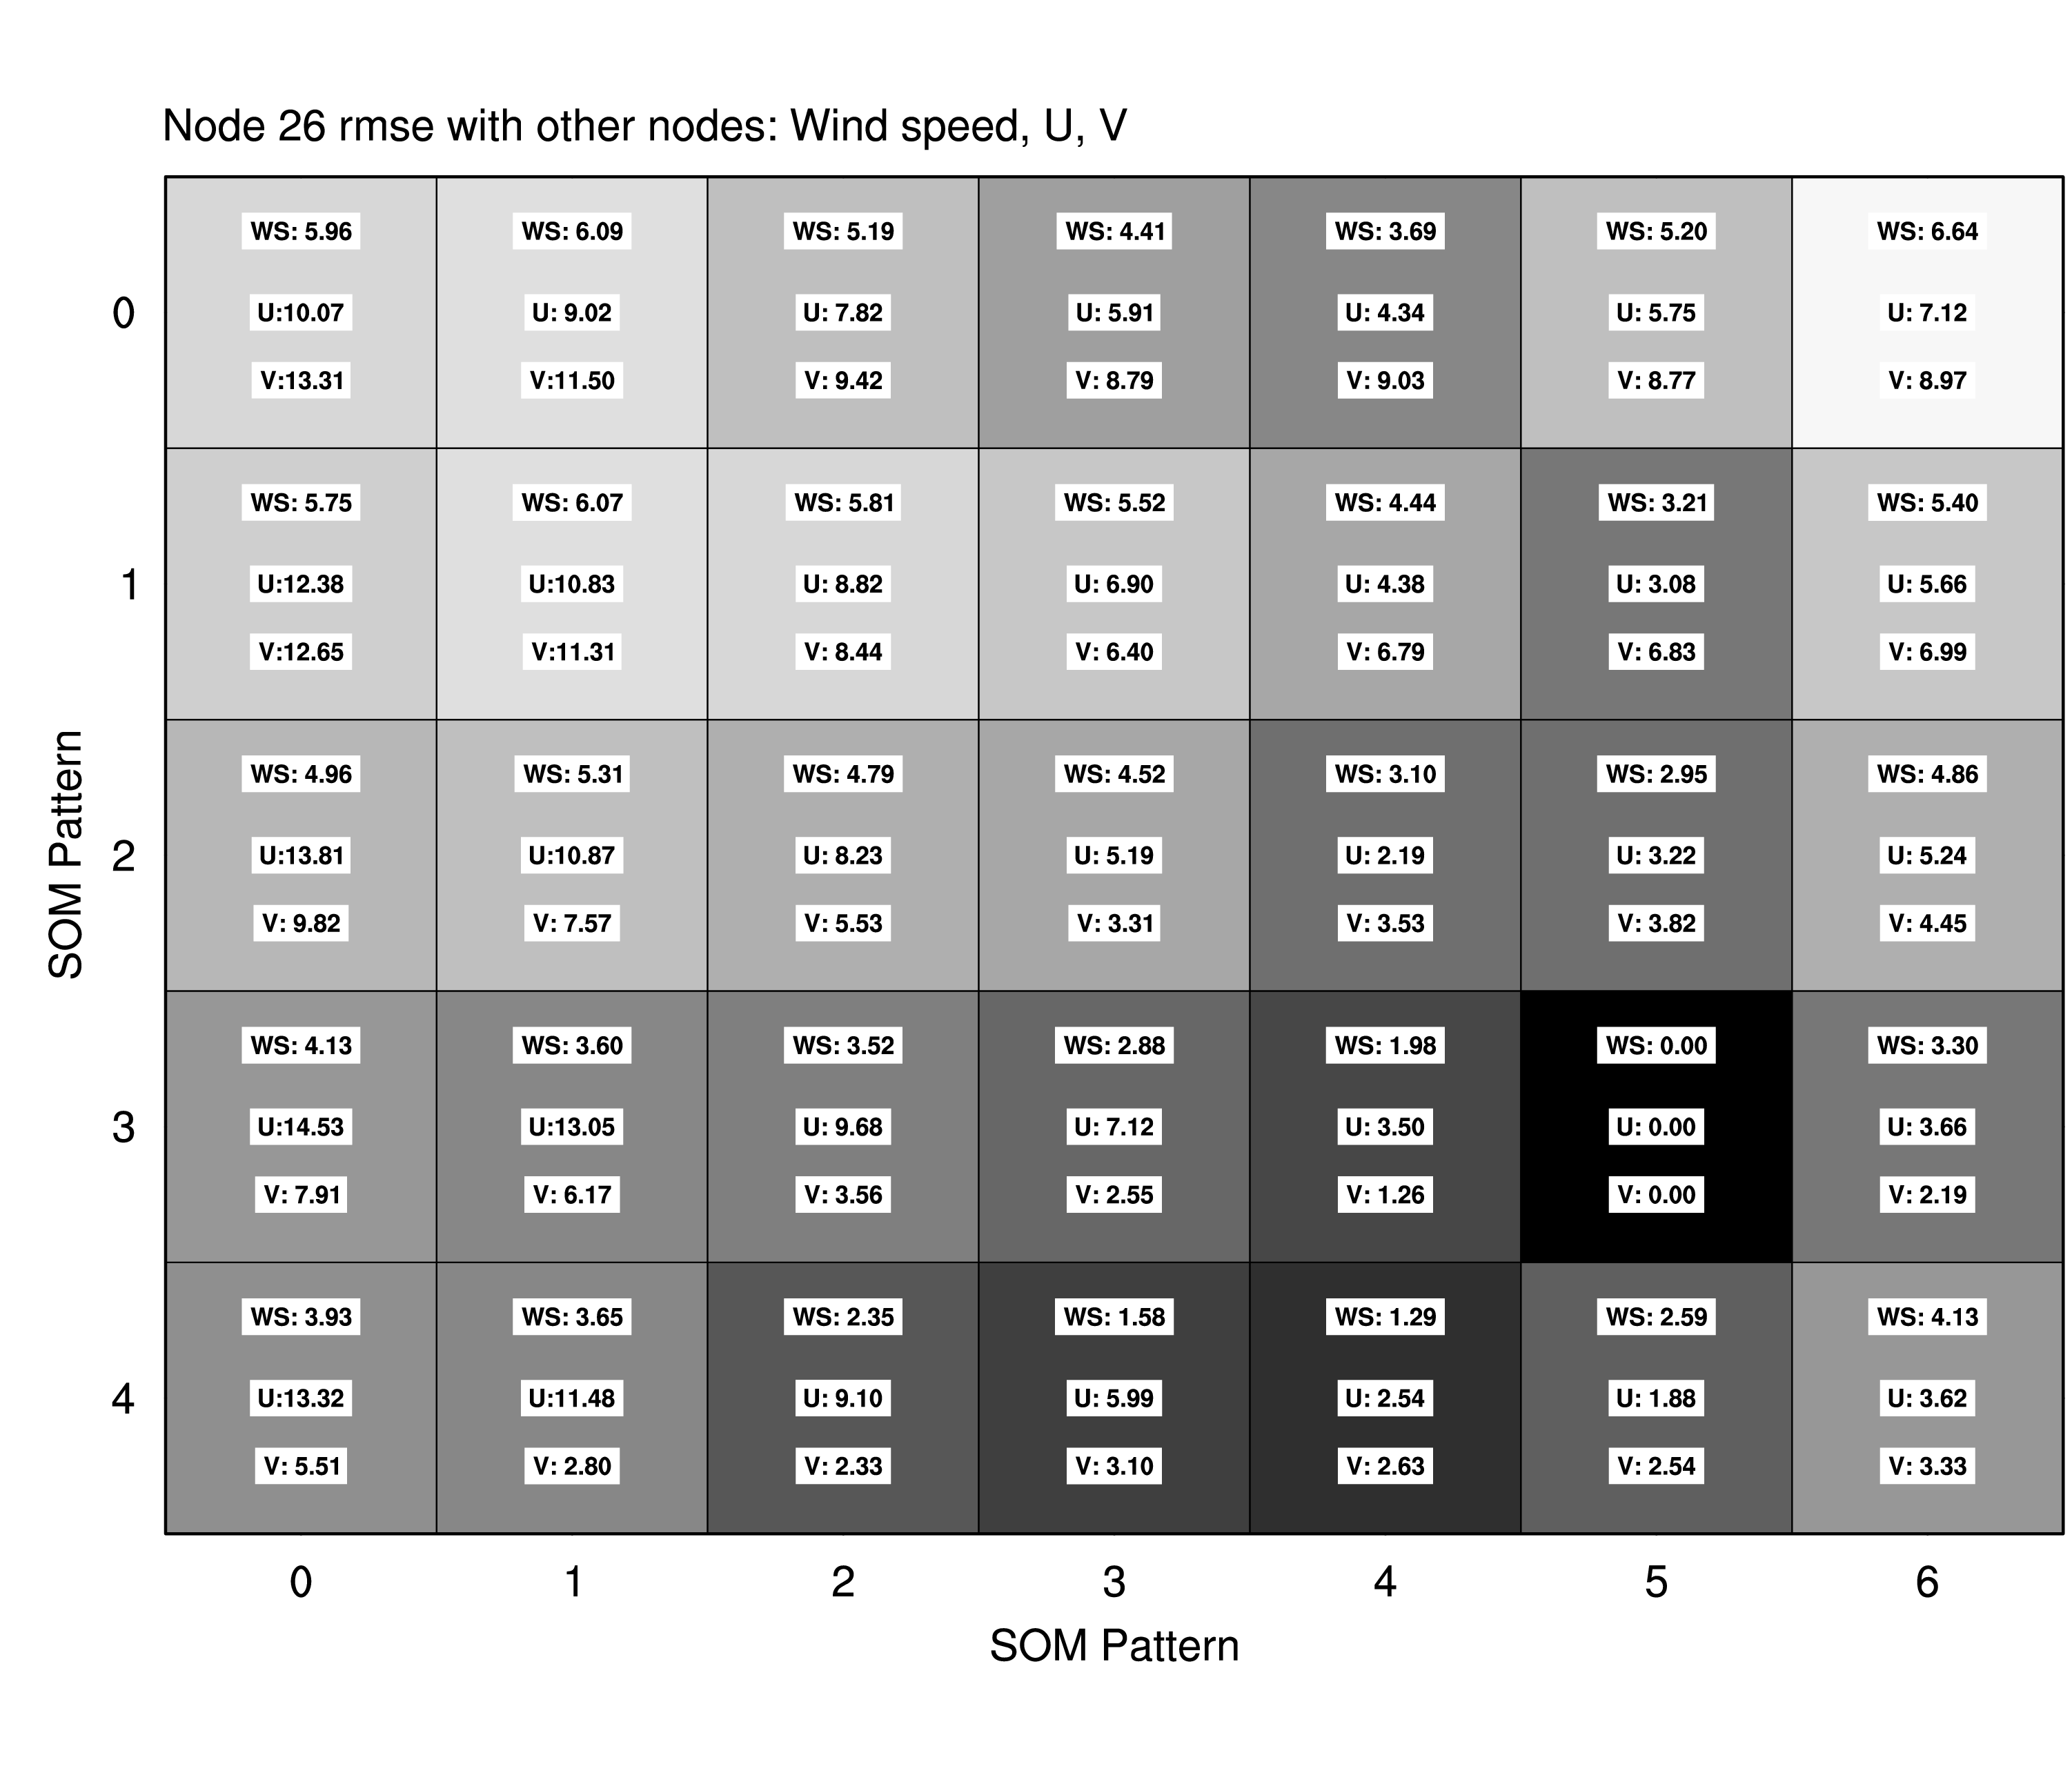 Node 26 rmse with other nodes: Wind speed, U, V
WS: 5.96 WS: 6.09 WS: 5.19 WS: 4.41 WS: 3.69 WS: 5.20 WS: 6.64
0 U:10.07 U: 9.02 U: 7.82 U: 5.91 U: 4.34 U: 5.75 U: 7.12
V:13.31 V:11.50 V: 9.42 V: 8.79 V: 9.03 V: 8.77 V: 8.97
WS: 5.75 WS: 6.07 WS: 5.81 WS: 5.52 WS: 4.44 WS: 3.21 WS: 5.40
1 U:12.38 U:10.83 U: 8.82 U: 6.90 U: 4.38 U: 3.08 U: 5.66
V:12.65 V:11.31 V: 8.44 V: 6.40 V: 6.79 V: 6.83 V: 6.99
SOM Pattern
WS: 4.96 WS: 5.31 WS: 4.79 WS: 4.52 WS: 3.10 WS: 2.95 WS: 4.86
2 U:13.81 U:10.87 U: 8.23 U: 5.19 U: 2.19 U: 3.22 U: 5.24
V: 9.82 V: 7.57 V: 5.53 V: 3.31 V: 3.53 V: 3.82 V: 4.45
WS: 4.13 WS: 3.60 WS: 3.52 WS: 2.88 WS: 1.98 WS: 0.00 WS: 3.30
3 U:14.53 U:13.05 U: 9.68 U: 7.12 U: 3.50 U: 0.00 U: 3.66
V: 7.91 V: 6.17 V: 3.56 V: 2.55 V: 1.26 V: 0.00 V: 2.19
WS: 3.93 WS: 3.65 WS: 2.35 WS: 1.58 WS: 1.29 WS: 2.59 WS: 4.13
4 U:13.32 U:11.48 U: 9.10 U: 5.99 U: 2.54 U: 1.88 U: 3.62
V: 5.51 V: 2.80 V: 2.33 V: 3.10 V: 2.63 V: 2.54 V: 3.33
0 1 2 3 4 5 6
SOM Pattern